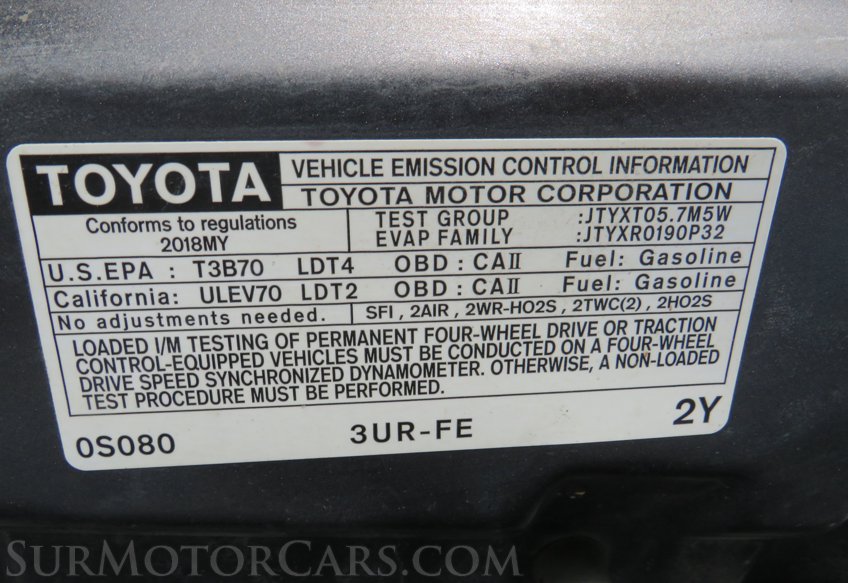 TOYOTA VEHICLE EMISSION CONTROL INFORMATION
TOYOTA MOTOR CORPORATION
Conforms to regulations
2018MY
TEST GROUP :JTYXT05.7M5W
EVAP FAMILY :JTYXR0190P32
U.S.EPA : T3B70 LDT4 OBD : CAII Fuel: Gasoline
California: ULEV70 LDT2 OBD : CAII Fuel: Gasoline
No adjustments needed. SFI , 2AIR , 2WR-HO2S , 2TWC(2) , 2HO2S
LOADED I/M TESTING OF PERMANENT FOUR-WHEEL DRIVE OR TRACTION
CONTROL-EQUIPPED VEHICLES MUST BE CONDUCTED ON A FOUR-WHEEL
DRIVE SPEED SYNCHRONIZED DYNAMOMETER. OTHERWISE, A NON-LOADED
TEST PROCEDURE MUST BE PERFORMED.
0S080 3UR-FE 2Y
SURMOTORCARS.COM